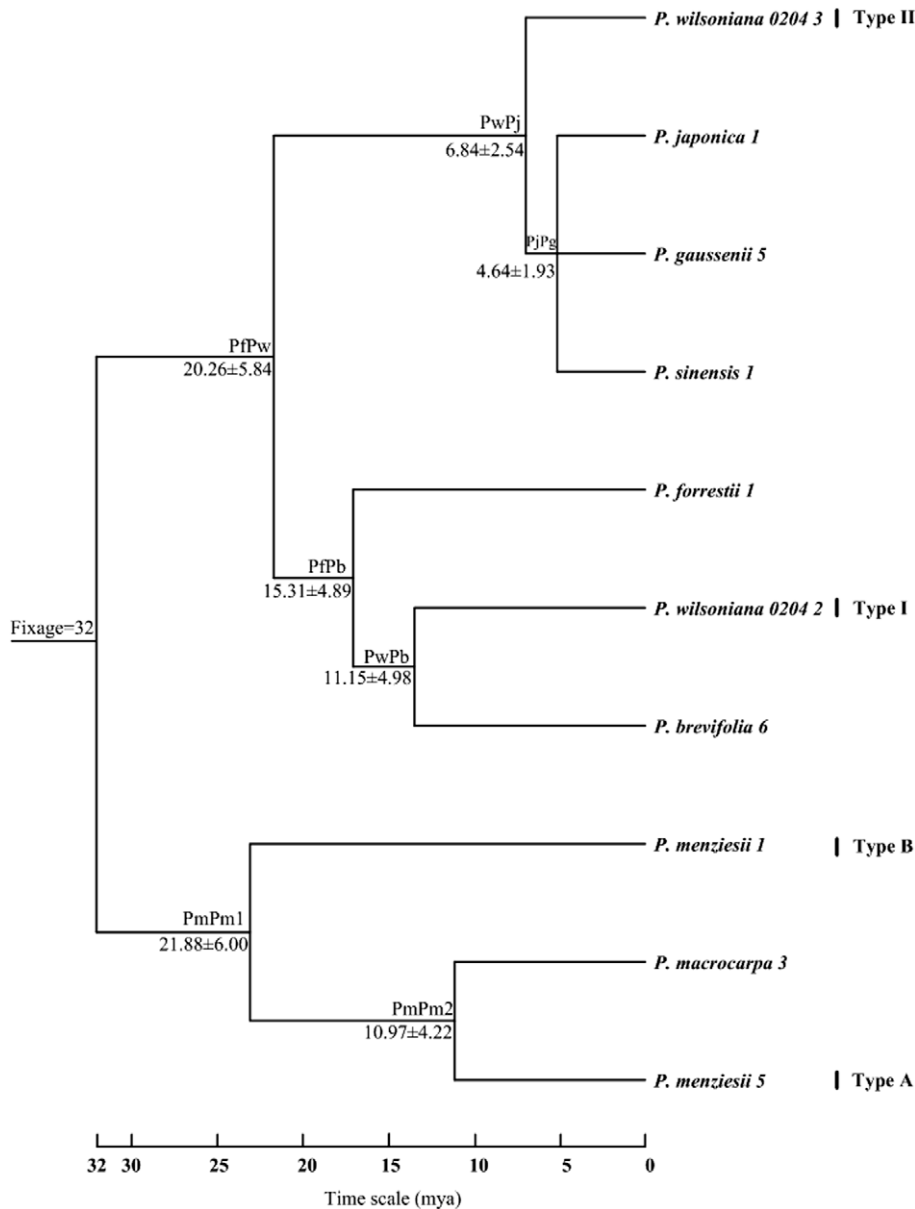 P. wilsoniana 0204 3 Type II
PwPj
6.84±2.54
P. japonica 1
PjPg
4.64±1.93
P. gaussenii 5
PfPw
20.26±5.84
P. sinensis 1
P. forrestii 1
PfPb
15.31±4.89
P. wilsoniana 0204 2 Type I
Fixage=32
PwPb
11.15±4.98
P. brevifolia 6
P. menziesii 1 Type B
PmPm1
21.88±6.00
P. macrocarpa 3
PmPm2
10.97±4.22
P. menziesii 5 Type A
32 30 25 20 15 10 5 0
Time scale (mya)